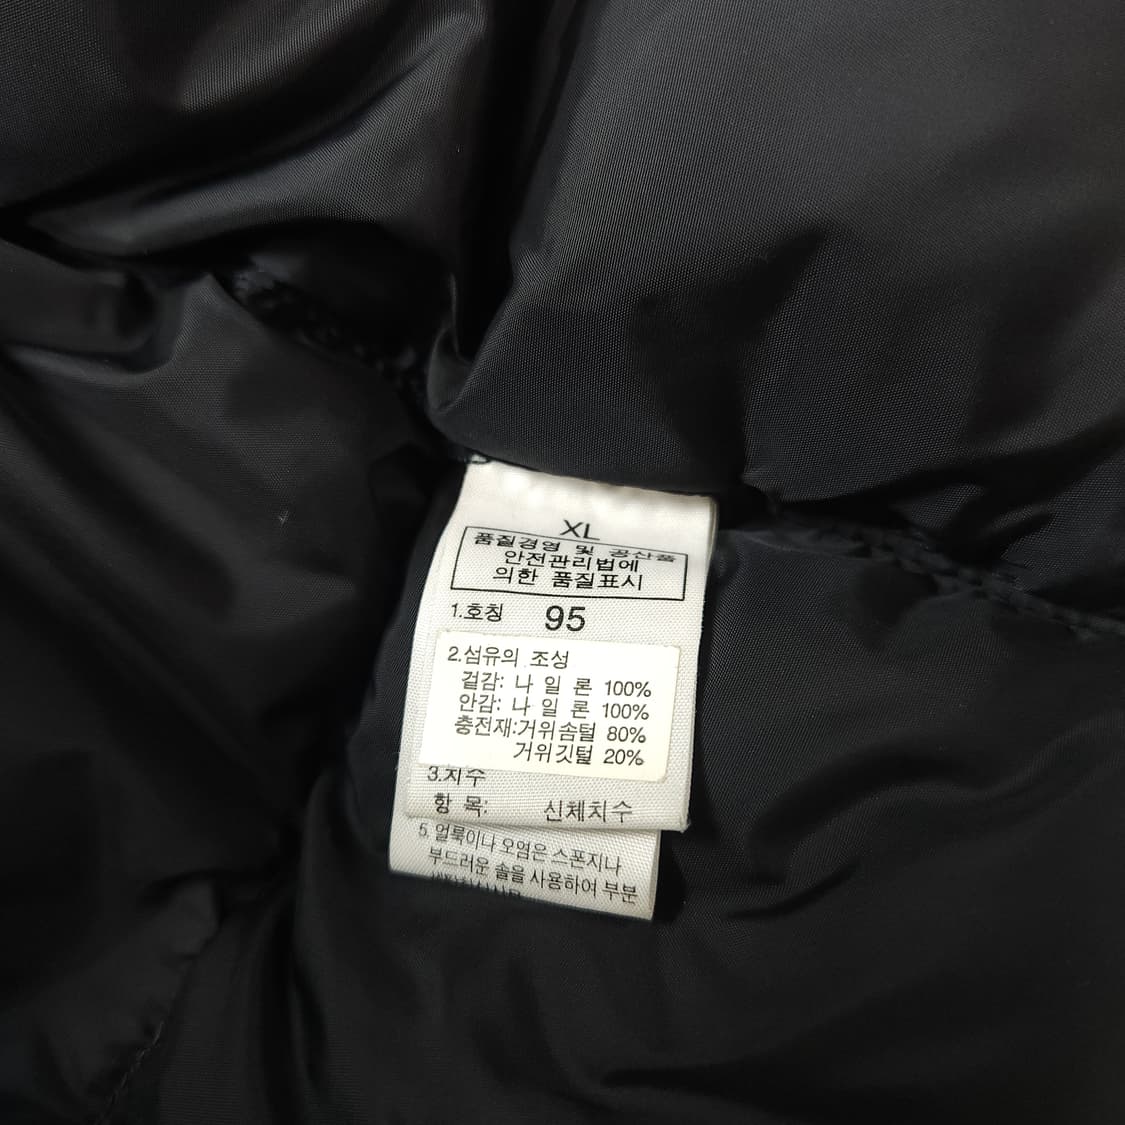 XL
품질경영 및 공산품
안전관리법에
의한 품질표시
1.호칭 95
2.섬유의 조성
겉감: 나 일 론 100%
안감: 나 일 론 100%
충전재:거위솜털 80%
거위깃털 20%
3.치수
항 목: 신체치수
5. 얼룩이나 오염은 스폰지나
부드러운 솔을 사용하여 부분